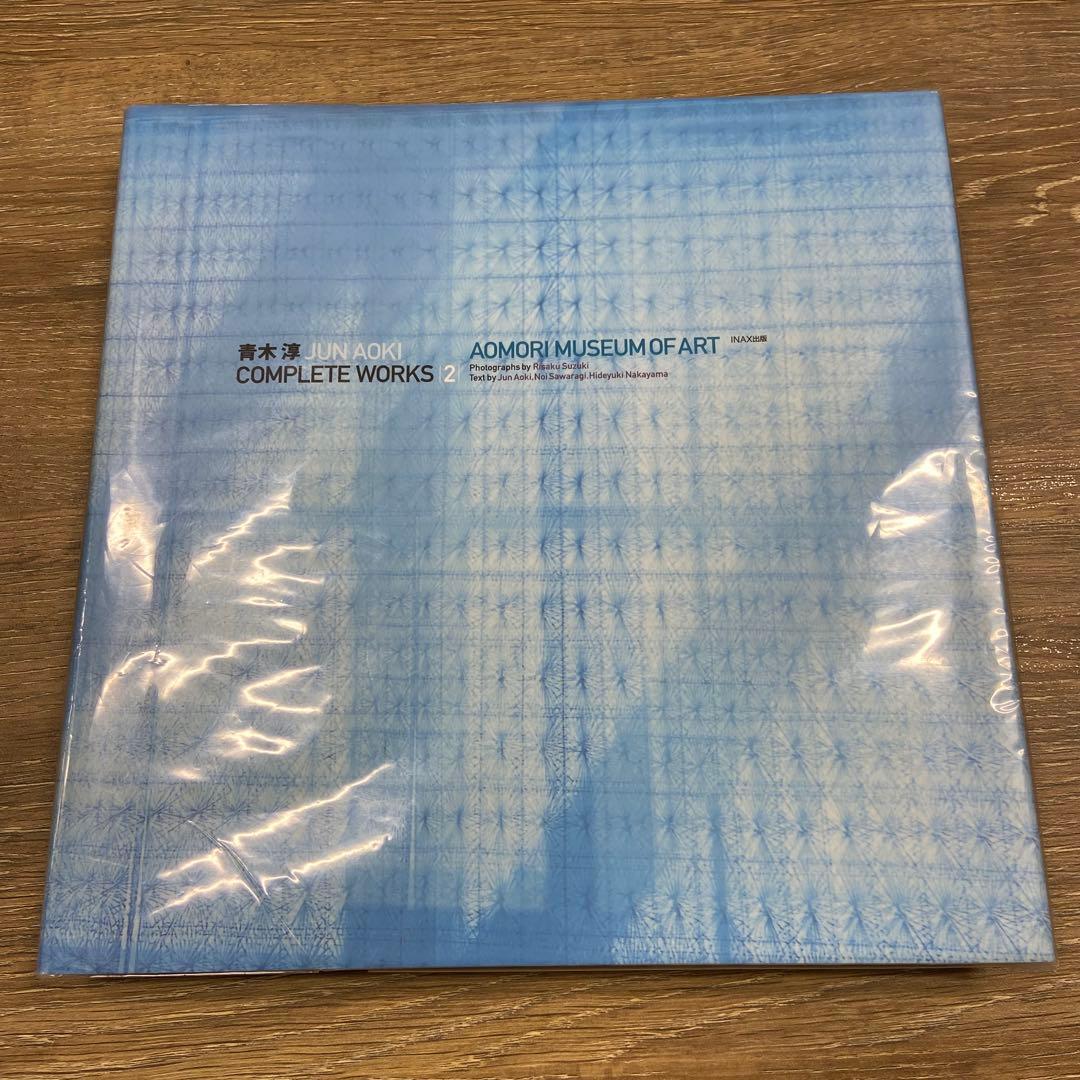 青木 淳 JUN AOKI
COMPLETE WORKS |2|
AOMORI MUSEUM OF ART INAX出版
Photographs by Risaku Suzuki
Text by Jun Aoki, Noi Sawaragi, Hideyuki Nakayama